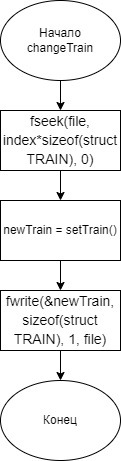 Начало
changeTrain
fseek(file,
index*sizeof(struct
TRAIN), 0)
newTrain = setTrain()
fwrite(&newTrain,
sizeof(struct
TRAIN), 1, file)
Конец